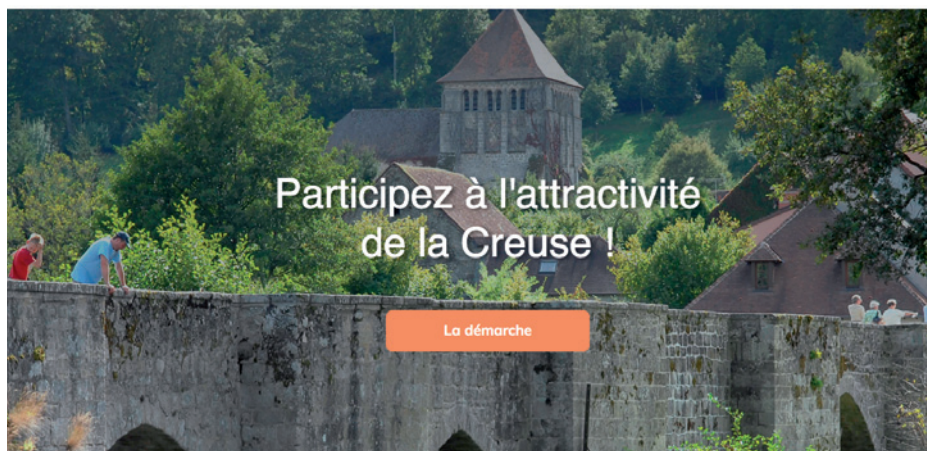 Participez à l'attractivité
de la Creuse !
La démarche